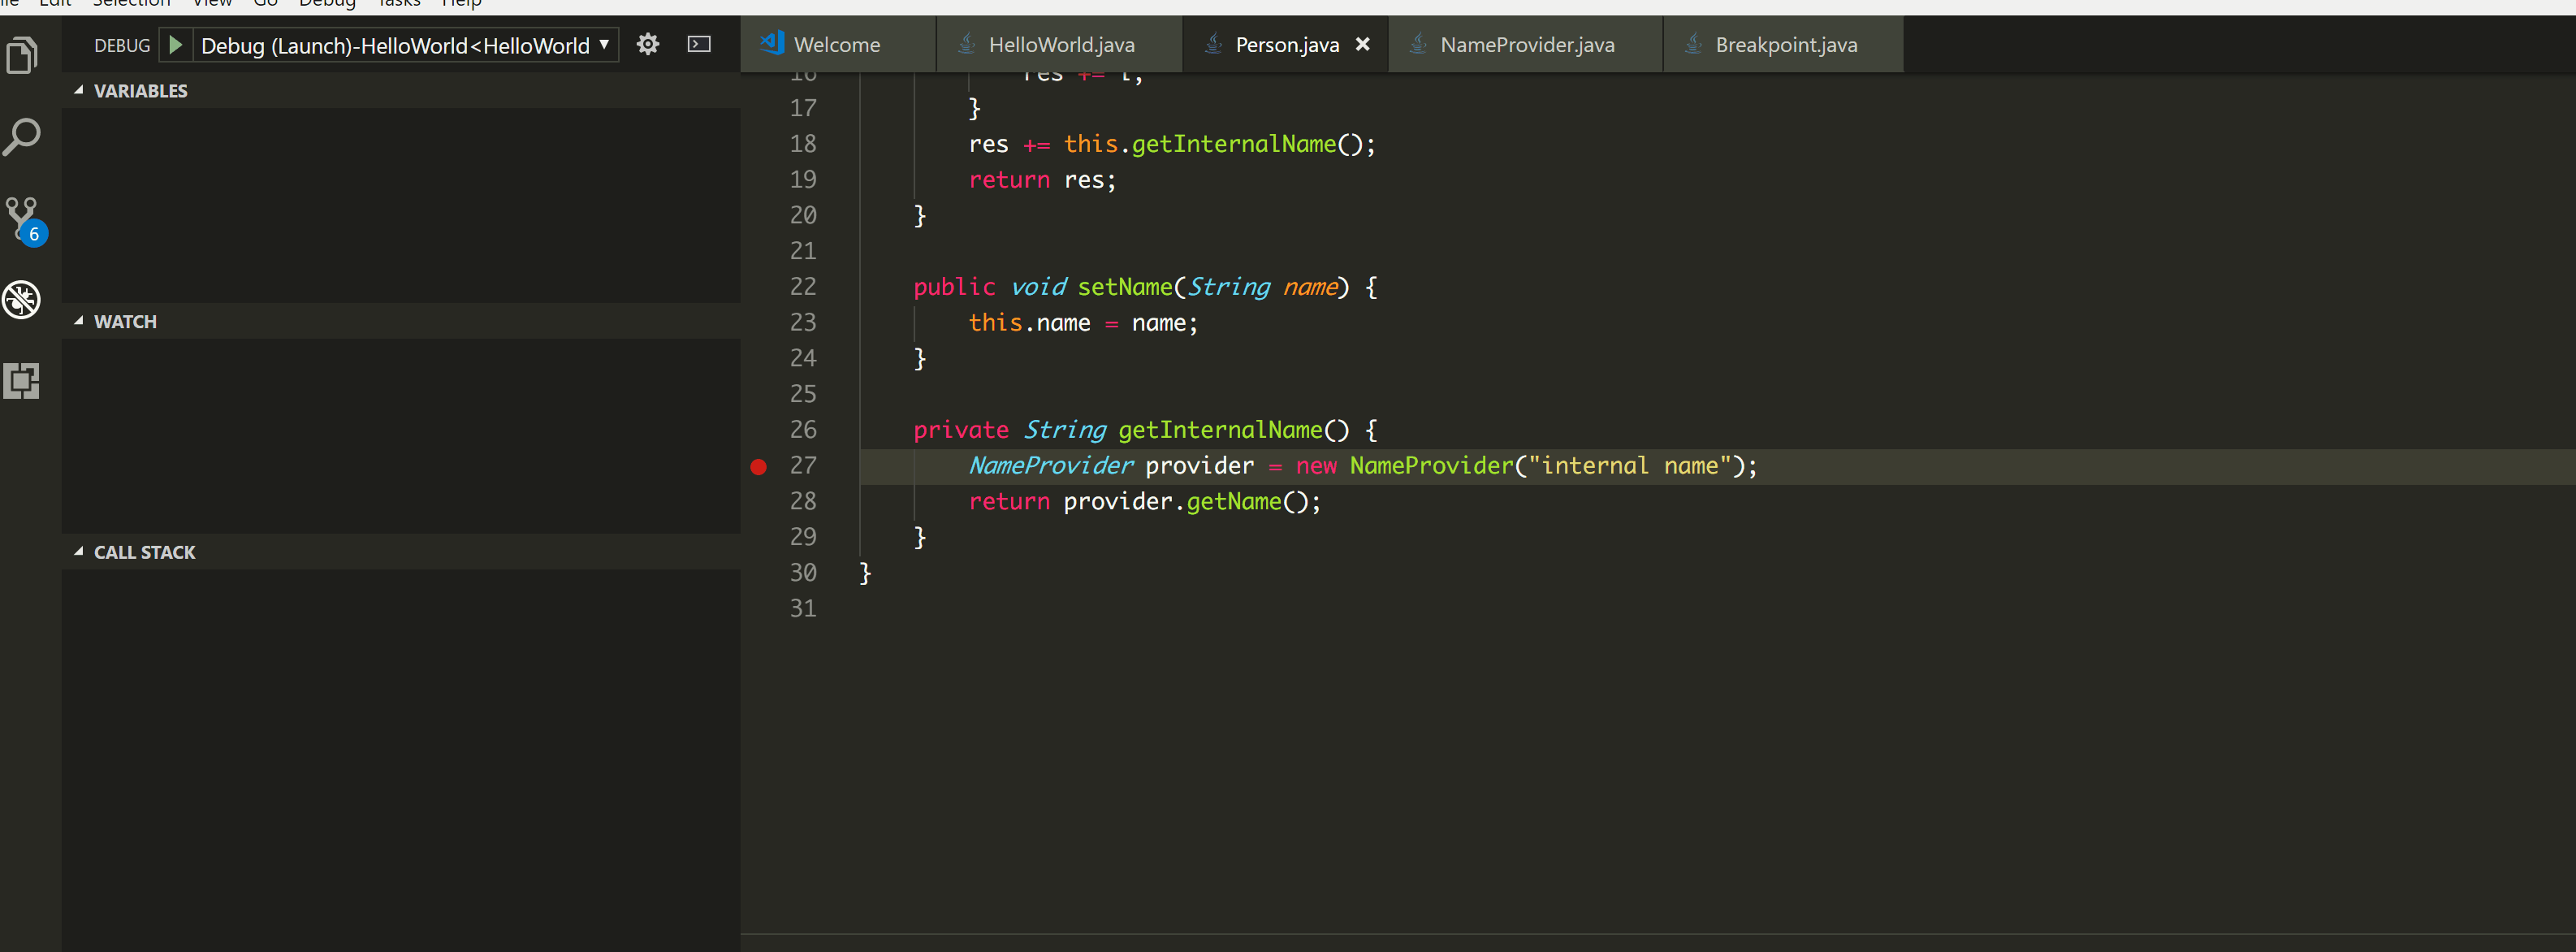 Edit Selection View Go Debug Tasks Help
DEBUG Debug (Launch)-HelloWorld<HelloWorld
Welcome HelloWorld.java Person.java NameProvider.java Breakpoint.java
VARIABLES
6
WATCH
CALL STACK
16 res +=
17 }
18 res += this.getInternalName();
19 return res;
20 }
21
22 public void setName(String name) {
23 this.name = name;
24 }
25
26 private String getInternalName() {
27 NameProvider provider = new NameProvider("internal name");
28 return provider.getName();
29 }
30 }
31